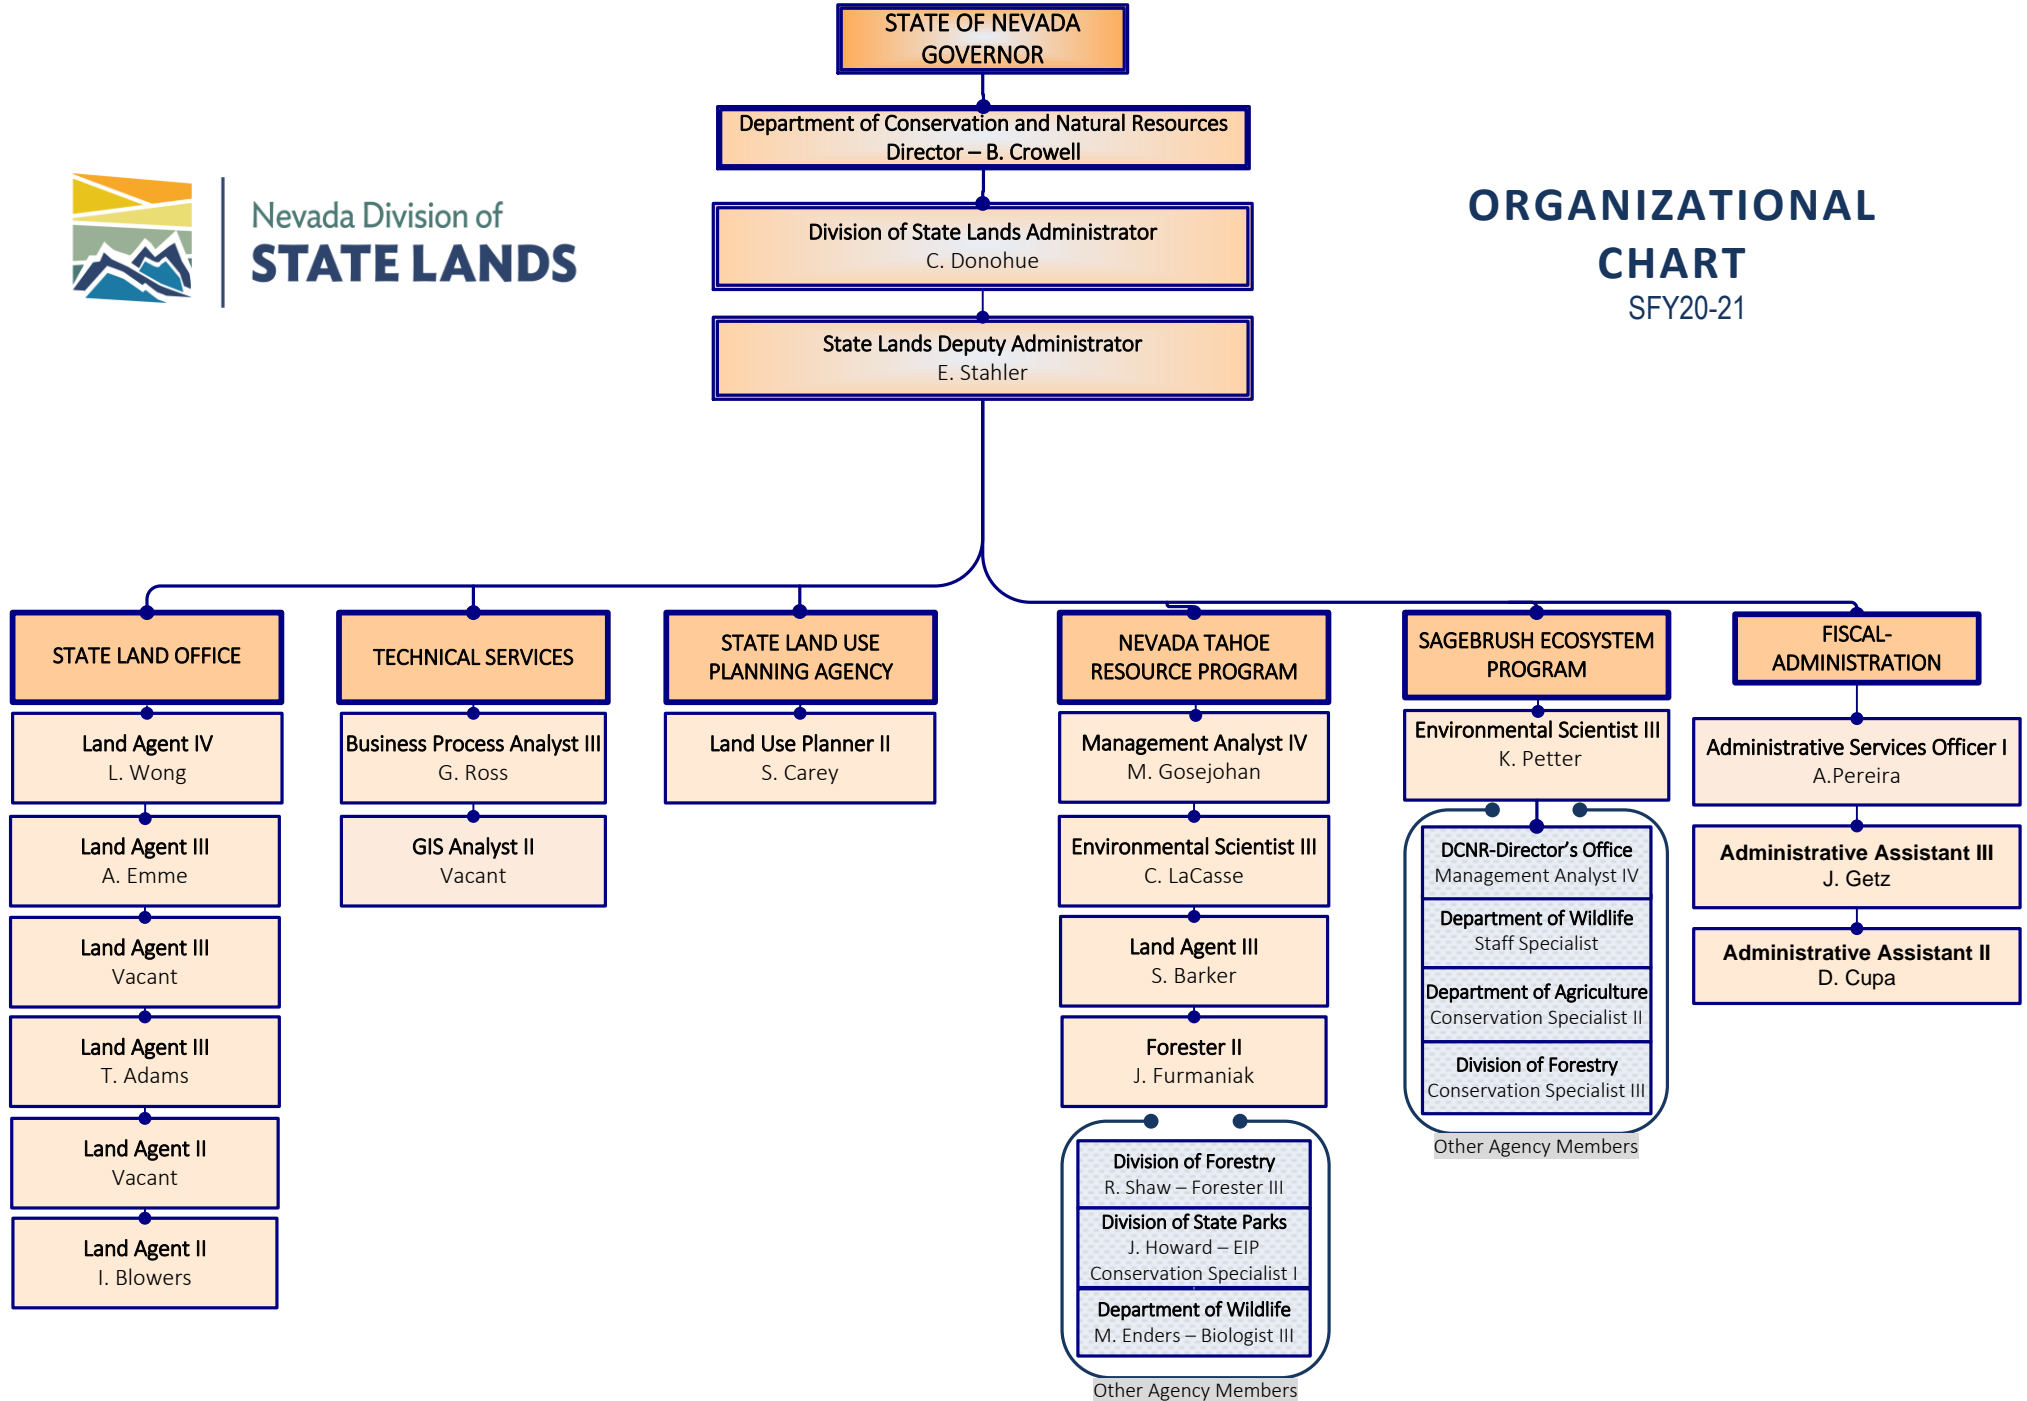 STATE OF NEVADA
GOVERNOR
Department of Conservation and Natural Resources
Director – B. Crowell
Nevada Division of
STATE LANDS
ORGANIZATIONAL
CHART
SFY20-21
Division of State Lands Administrator
C. Donohue
State Lands Deputy Administrator
E. Stahler
STATE LAND OFFICE
Land Agent IV
L. Wong
Land Agent III
A. Emme
Land Agent III
Vacant
Land Agent III
T. Adams
Land Agent II
Vacant
Land Agent II
I. Blowers
TECHNICAL SERVICES
Business Process Analyst III
G. Ross
GIS Analyst II
Vacant
STATE LAND USE
PLANNING AGENCY
Land Use Planner II
S. Carey
NEVADA TAHOE
RESOURCE PROGRAM
Management Analyst IV
M. Gosejohan
Environmental Scientist III
C. LaCasse
Land Agent III
S. Barker
Forester II
J. Furmaniak
Division of Forestry
R. Shaw – Forester III
Division of State Parks
J. Howard – EIP
Conservation Specialist I
Department of Wildlife
M. Enders – Biologist III
Other Agency Members
SAGEBRUSH ECOSYSTEM
PROGRAM
Environmental Scientist III
K. Petter
DCNR-Director's Office
Management Analyst IV
Department of Wildlife
Staff Specialist
Department of Agriculture
Conservation Specialist II
Division of Forestry
Conservation Specialist III
Other Agency Members
FISCAL-
ADMINISTRATION
Administrative Services Officer I
A.Pereira
Administrative Assistant III
J. Getz
Administrative Assistant II
D. Cupa